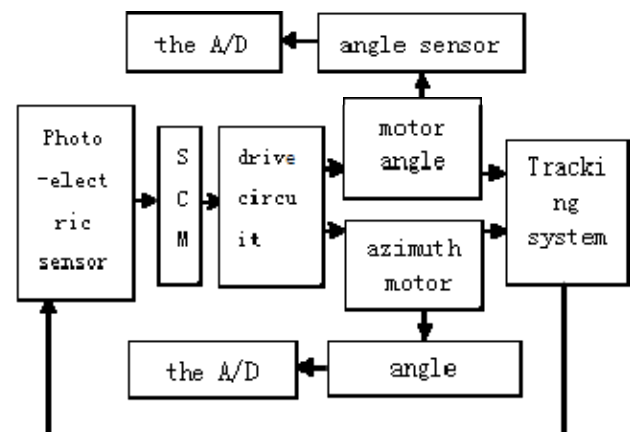 the A/D
angle sensor
Photo
-elect
ric
sensor
S
C
M
drive
circu
it
motor
angle
azimuth
motor
Tracki
ng
system
the A/D
angle